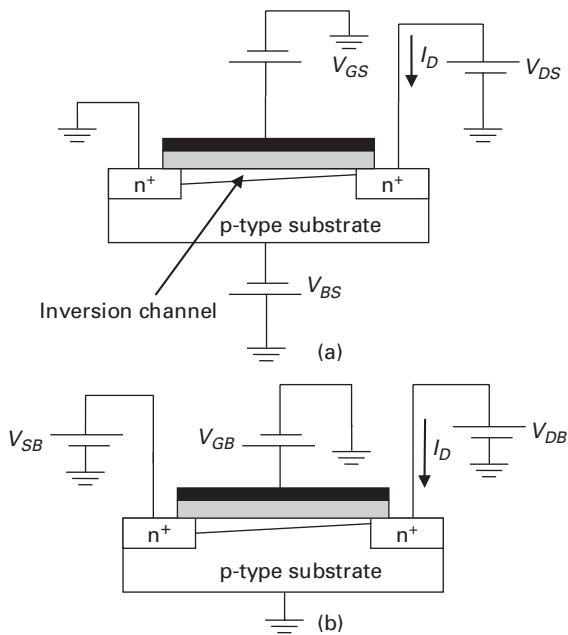 V_GS
I_D
V_DS
n+
n+
p-type substrate
V_BS
Inversion channel
(a)
V_SB
V_GB
I_D
V_DB
n+
n+
p-type substrate
(b)